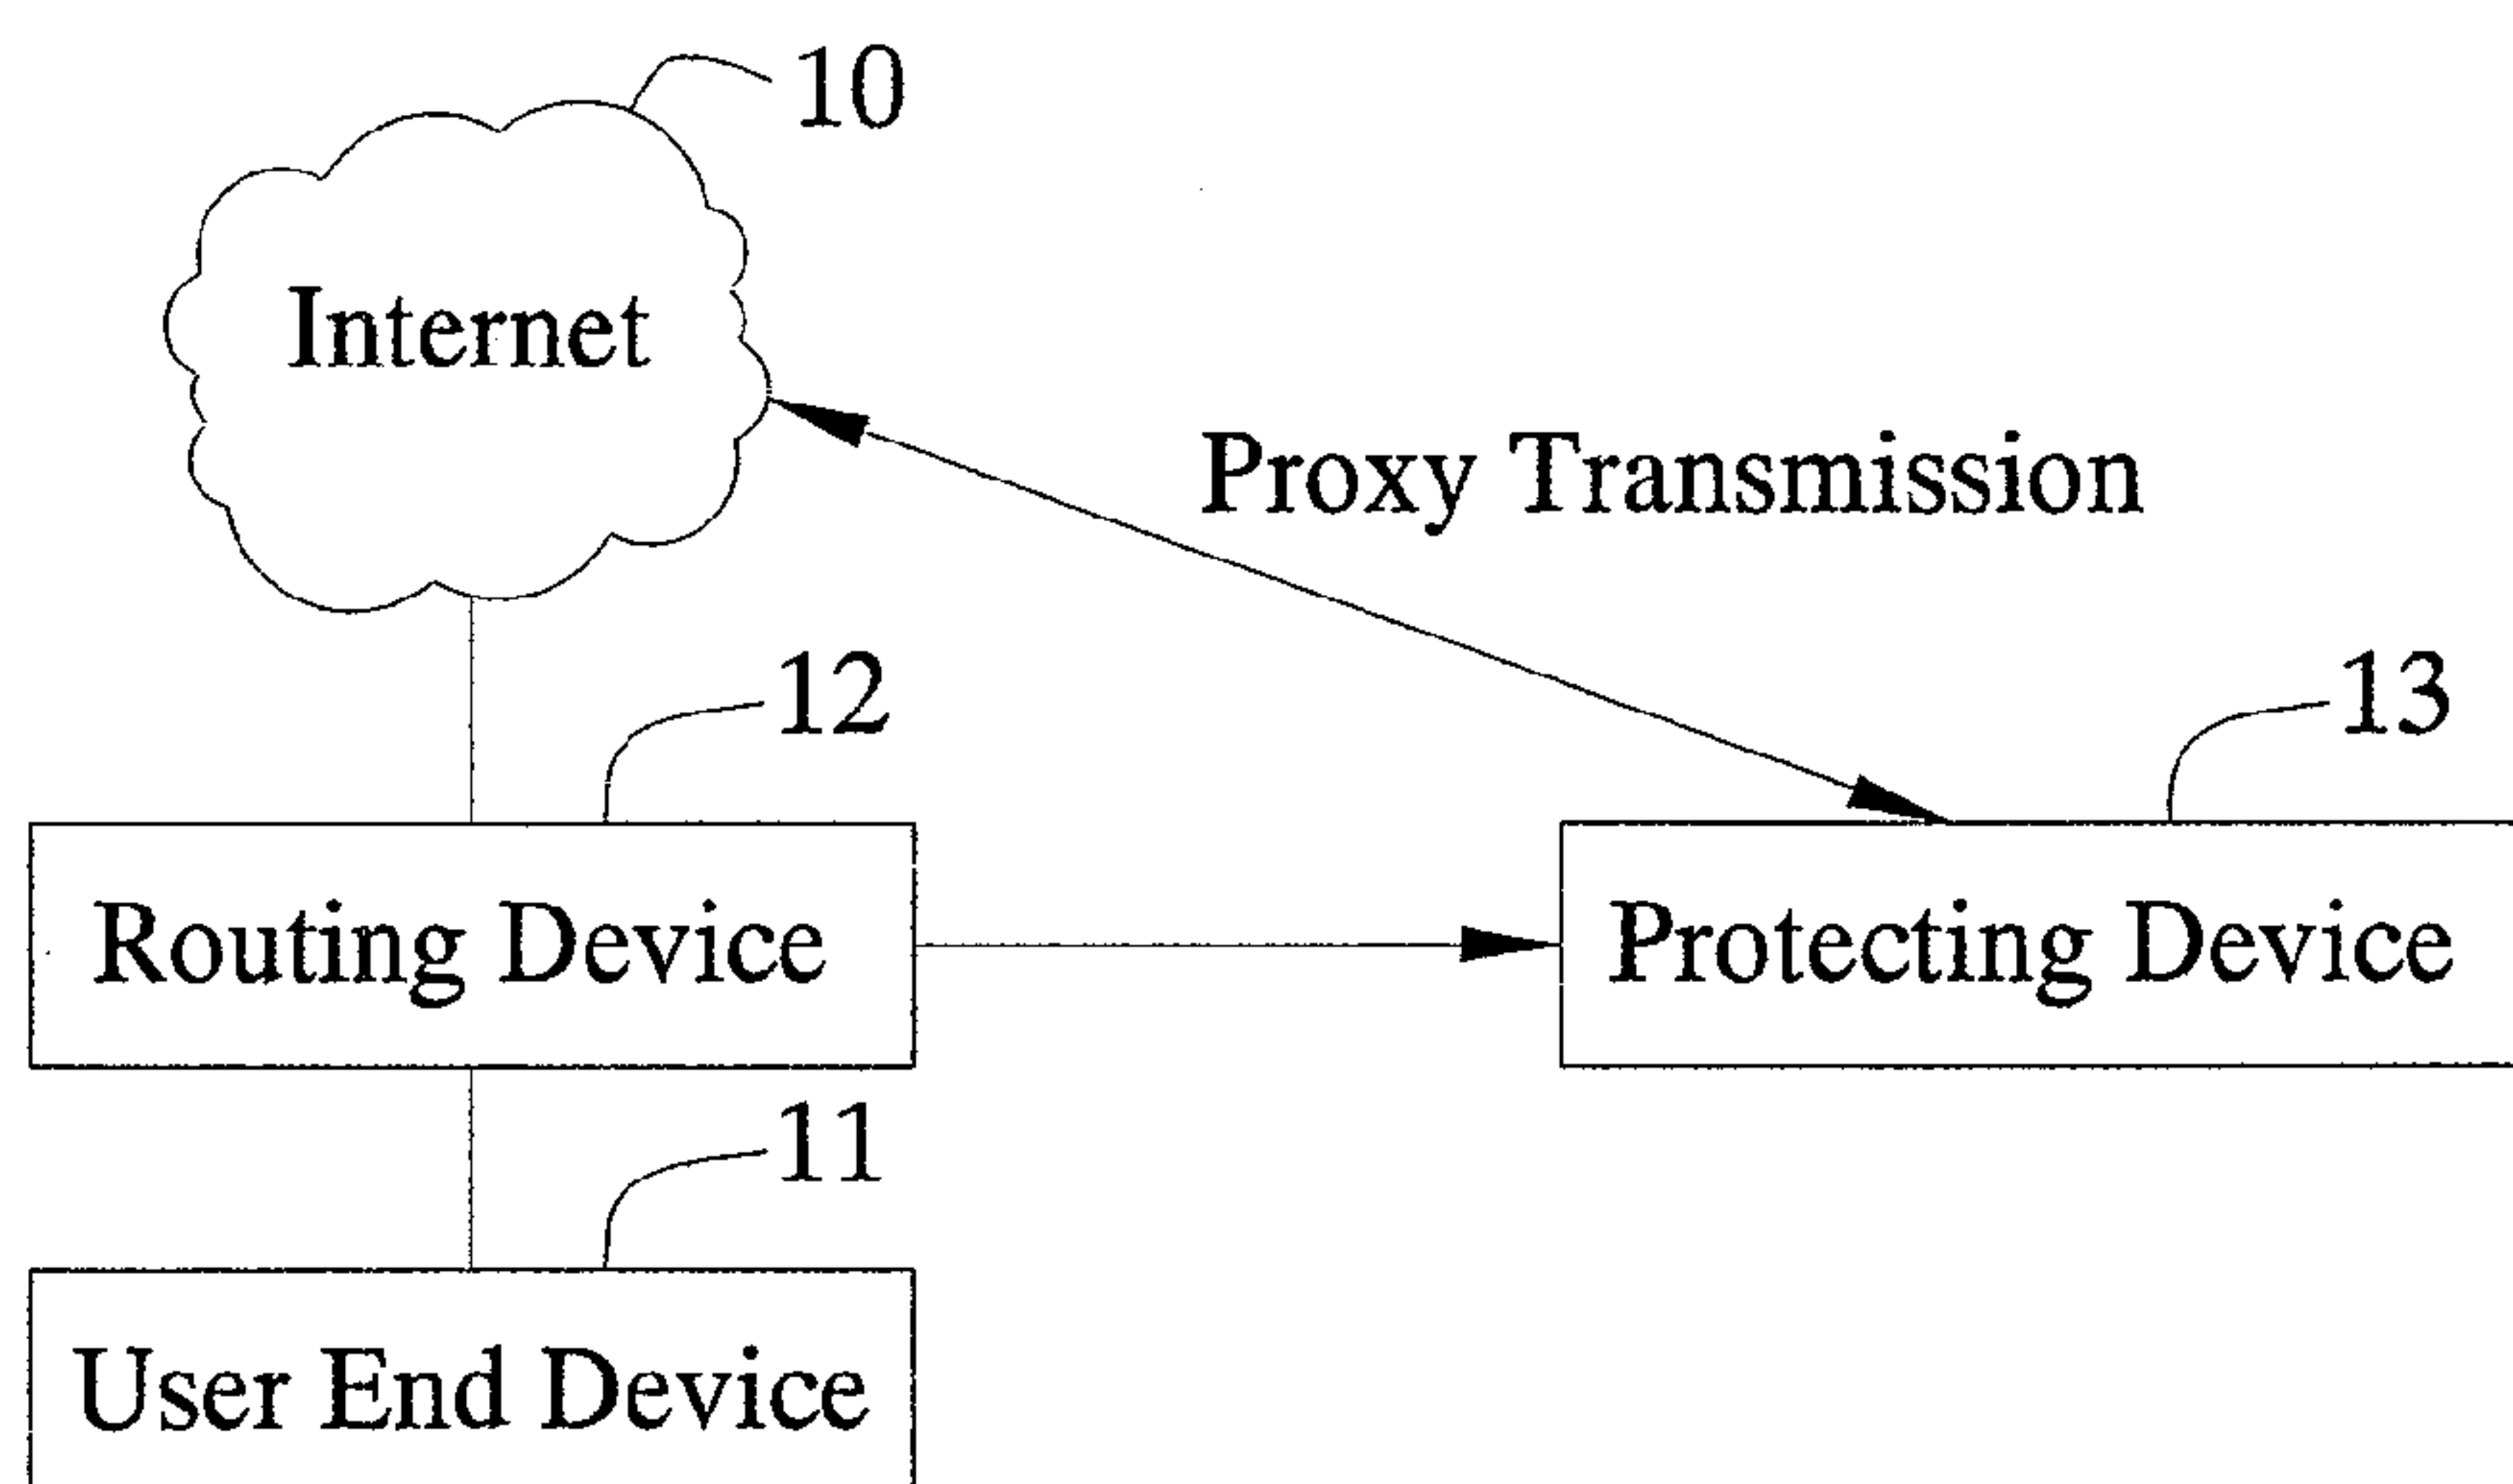 10
Internet
Proxy Transmission
12
13
Routing Device
Protecting Device
11
User End Device